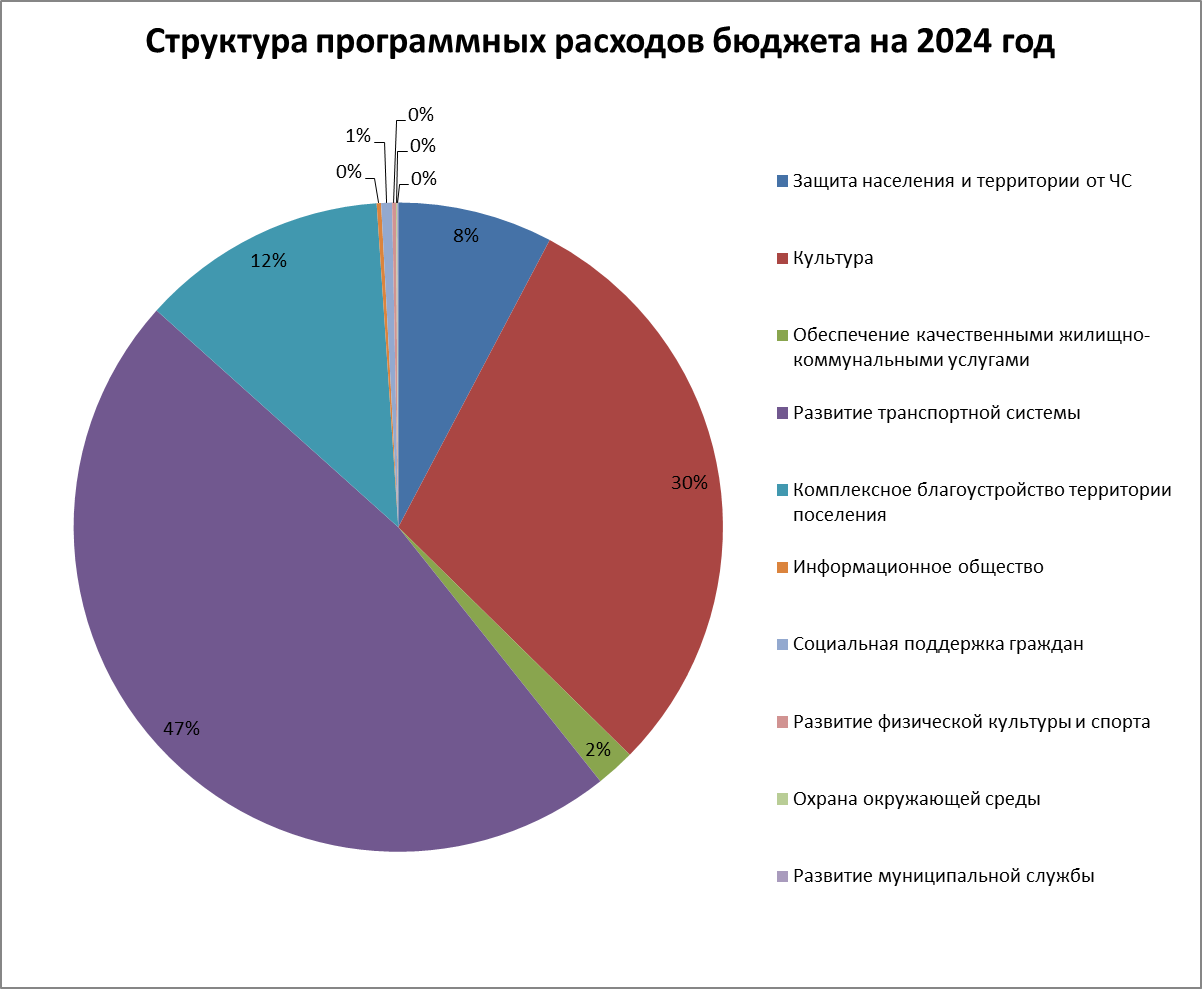 Структура программных расходов бюджета на 2024 год
0%
1%
0%
0%
0%
8%
12%
30%
2%
47%
Защита населения и территории от ЧС
Культура
Обеспечение качественными жилищно-
коммунальными услугами
Развитие транспортной системы
Комплексное благоустройство территории
поселения
Информационное общество
Социальная поддержка граждан
Развитие физической культуры и спорта
Охрана окружающей среды
Развитие муниципальной службы